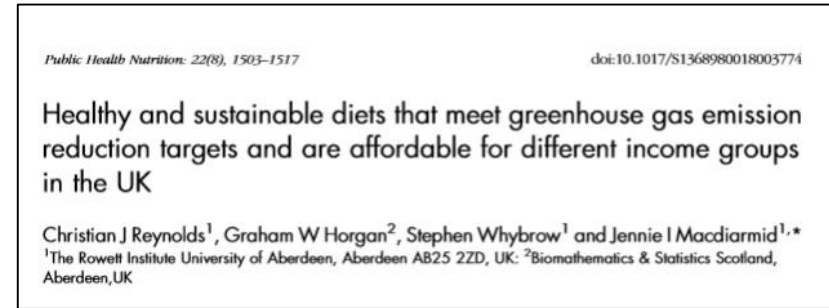 Public Health Nutrition: 22(8), 1503–1517
doi:10.1017/S1368980018003774
Healthy and sustainable diets that meet greenhouse gas emission
reduction targets and are affordable for different income groups
in the UK
Christian J Reynolds¹, Graham W Horgan², Stephen Whybrow¹ and Jennie I Macdiarmid¹,*
¹The Rowett Institute University of Aberdeen, Aberdeen AB25 2ZD, UK: ²Biomathematics & Statistics Scotland,
Aberdeen,UK